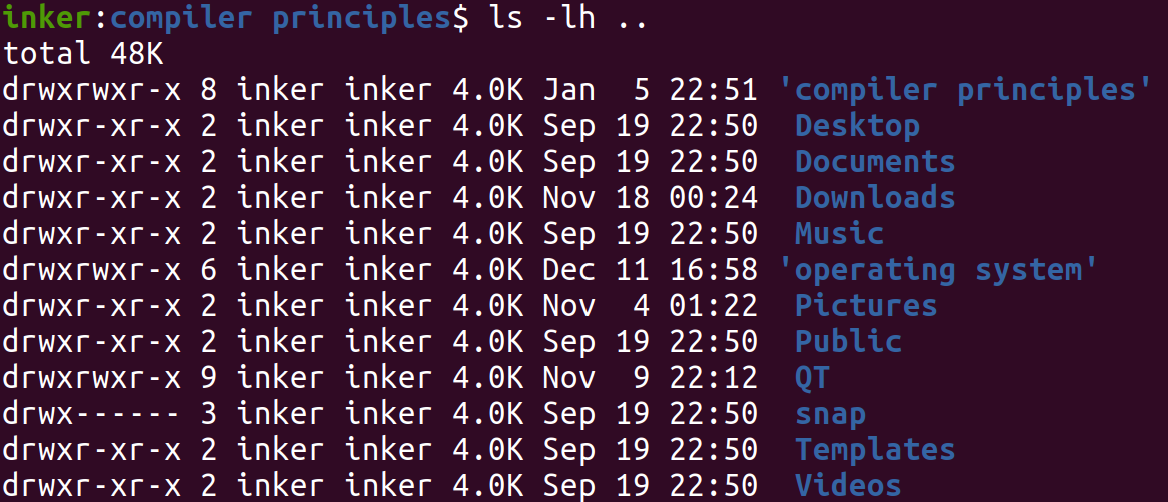 inker:compiler principles$ ls -lh ..
total 48K
drwxrwxr-x 8 inker inker 4.0K Jan  5 22:51 'compiler principles'
drwxr-xr-x 2 inker inker 4.0K Sep 19 22:50  Desktop
drwxr-xr-x 2 inker inker 4.0K Sep 19 22:50  Documents
drwxr-xr-x 2 inker inker 4.0K Nov 18 00:24  Downloads
drwxr-xr-x 2 inker inker 4.0K Sep 19 22:50  Music
drwxrwxr-x 6 inker inker 4.0K Dec 11 16:58 'operating system'
drwxr-xr-x 2 inker inker 4.0K Nov  4 01:22  Pictures
drwxr-xr-x 2 inker inker 4.0K Sep 19 22:50  Public
drwxrwxr-x 9 inker inker 4.0K Nov  9 22:12  QT
drwx------ 3 inker inker 4.0K Sep 19 22:50  snap
drwxr-xr-x 2 inker inker 4.0K Sep 19 22:50  Templates
drwxr-xr-x 2 inker inker 4.0K Sep 19 22:50  Videos